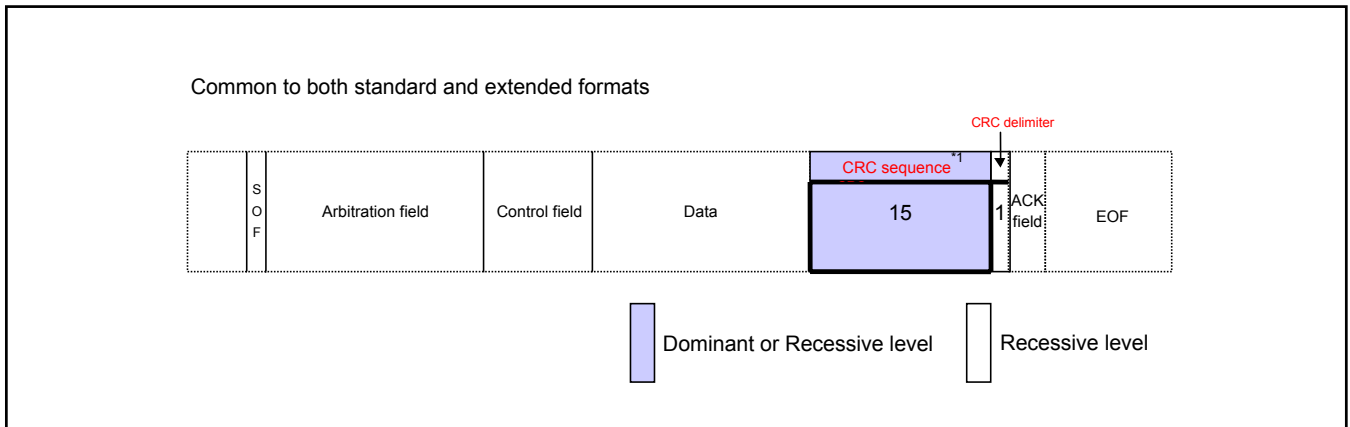 Common to both standard and extended formats
CRC delimiter
CRC sequence*1
SOF
Arbitration field
Control field
Data
15
1
ACK
field
EOF
Dominant or Recessive level
Recessive level